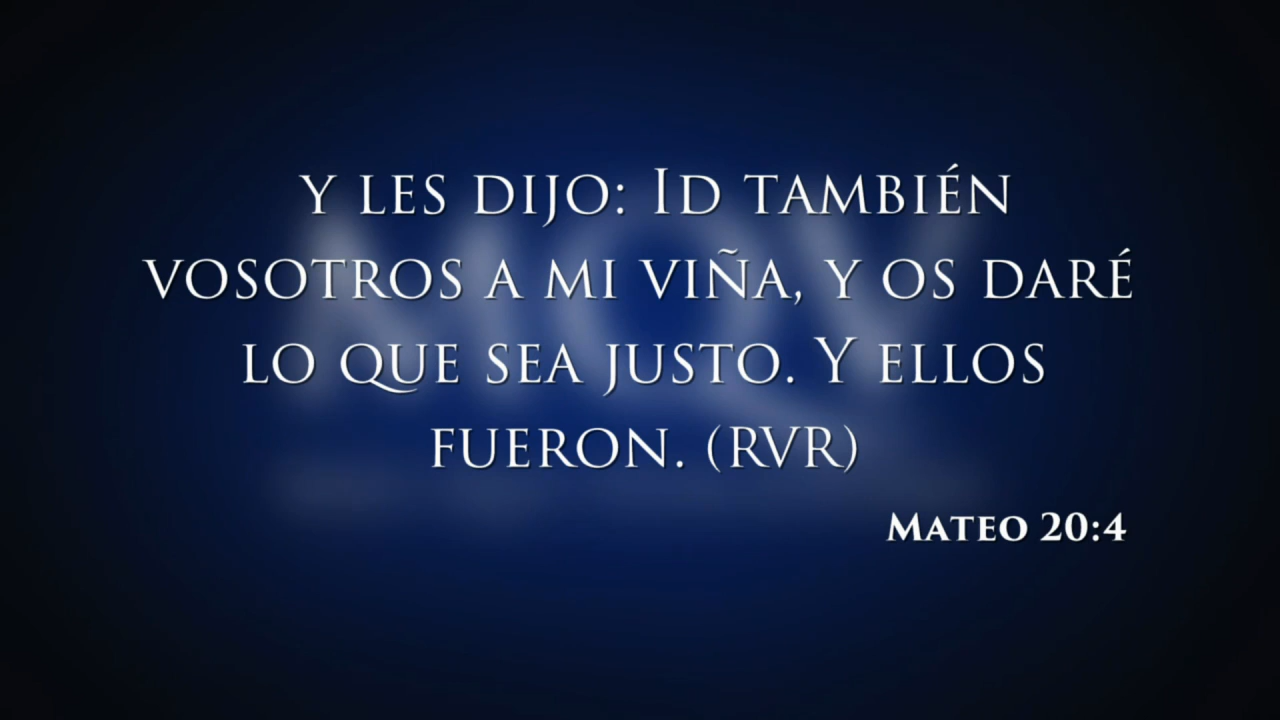 y les dijo: Id también
vosotros a mi viña, y os daré
lo que sea justo. Y ellos
fueron. (RVR)
Mateo 20:4